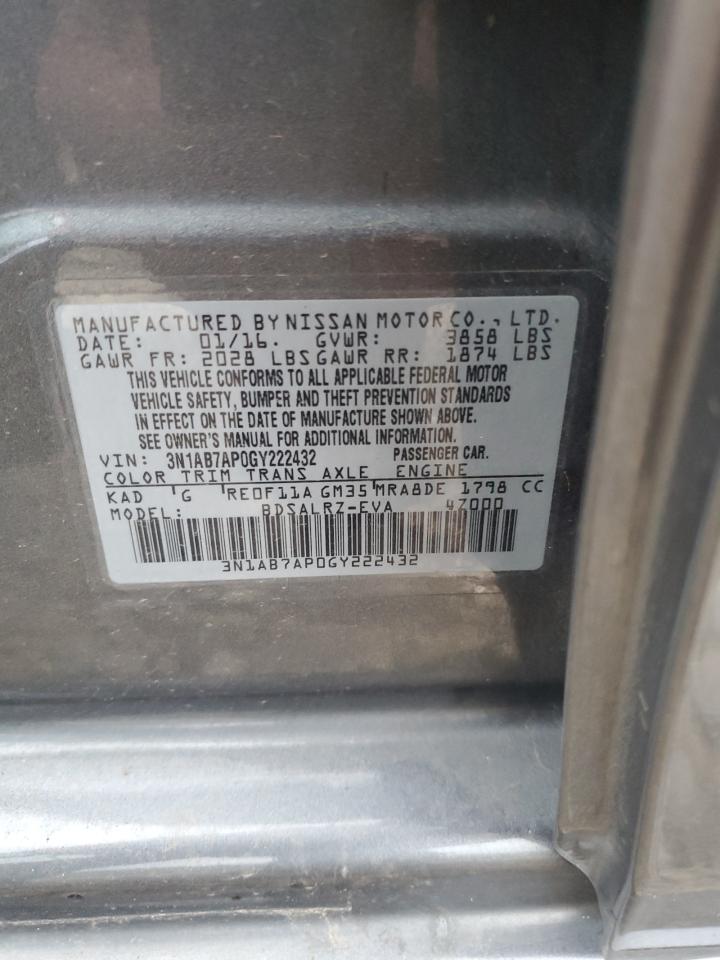 MANUFACTURED BY NISSAN MOTOR CO., LTD.
DATE: 01/16. GVWR: 3858 LBS
GAWR FR: 2028 LBS GAWR RR: 1874 LBS
THIS VEHICLE CONFORMS TO ALL APPLICABLE FEDERAL MOTOR
VEHICLE SAFETY, BUMPER AND THEFT PREVENTION STANDARDS
IN EFFECT ON THE DATE OF MANUFACTURE SHOWN ABOVE.
SEE OWNER'S MANUAL FOR ADDITIONAL INFORMATION.
VIN: 3N1AB7AP0GY222432 PASSENGER CAR.
COLOR TRIM TRANS AXLE ENGINE
KAD G RE0F11A GM35 MRA8DE 1798 CC
MODEL: BDSALRZ-EVA 4Z000
3N1AB7AP0GY222432